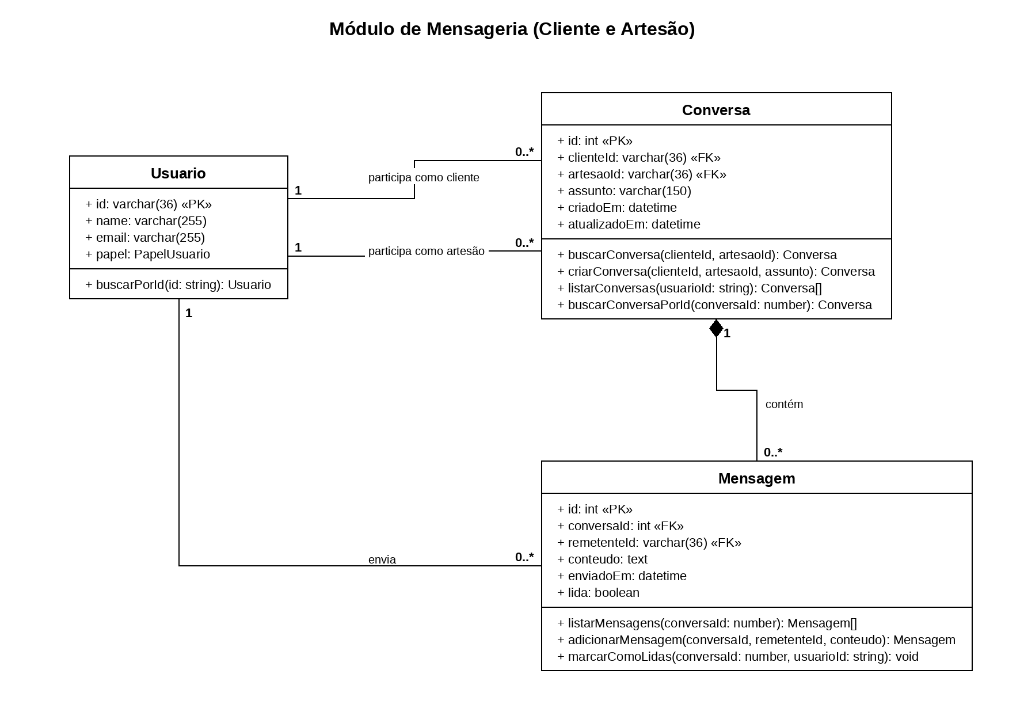 Módulo de Mensageria (Cliente e Artesão)
Usuario
+ id: varchar(36) «PK»
+ name: varchar(255)
+ email: varchar(255)
+ papel: PapelUsuario
+ buscarPorId(id: string): Usuario
1
participa como cliente
0..*
1
participa como artesão
0..*
Conversa
+ id: int «PK»
+ clienteId: varchar(36) «FK»
+ artesaoId: varchar(36) «FK»
+ assunto: varchar(150)
+ criadoEm: datetime
+ atualizadoEm: datetime
+ buscarConversa(clienteId, artesaoId): Conversa
+ criarConversa(clienteId, artesaoId, assunto): Conversa
+ listarConversas(usuarioId: string): Conversa[]
+ buscarConversaPorId(conversaId: number): Conversa
1
contém
0..*
1
envia
0..*
Mensagem
+ id: int «PK»
+ conversaId: int «FK»
+ remetenteId: varchar(36) «FK»
+ conteudo: text
+ enviadoEm: datetime
+ lida: boolean
+ listarMensagens(conversaId: number): Mensagem[]
+ adicionarMensagem(conversaId, remetenteId, conteudo): Mensagem
+ marcarComoLidas(conversaId: number, usuarioId: string): void